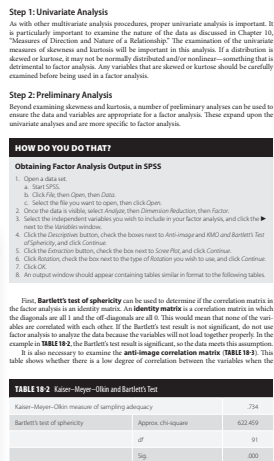 Step 1: Univariate Analysis
As with other multivariate analysis procedures, proper univariate analysis is important. It
is particularly important to examine the nature of the data as discussed in Chapter 10,
"Measures of Direction and Nature of a Relationship." The examination of the univariate
measures of skewness and kurtosis will be important in this analysis. If a distribution is
skewed or kurtose, it may not be normally distributed and/or nonlinear—something that is
detrimental to factor analysis. Any variables that are skewed or kurtose should be carefully
examined before being used in a factor analysis.
Step 2: Preliminary Analysis
Beyond examining skewness and kurtosis, a number of preliminary analyses can be used to
ensure the data and variables are appropriate for a factor analysis. These expand upon the
univariate analyses and are more specific to factor analysis.
HOW DO YOU DO THAT?
Obtaining Factor Analysis Output in SPSS
1. Open a data set.
a. Start SPSS.
b. Click File, then Open, then Data.
c. Select the file you want to open, then click Open.
2. Once the data is visible, select Analyze, then Dimension Reduction, then Factor.
3. Select the independent variables you wish to include in your factor analysis, and click the ►
next to the Variables window.
4. Click the Descriptives button, check the boxes next to Anti-image and KMO and Bartlett's Test
of Sphericity, and click Continue.
5. Click the Extraction button, check the box next to Scree Plot, and click Continue.
6. Click Rotation, check the box next to the type of Rotation you wish to use, and click Continue.
7. Click OK.
8. An output window should appear containing tables similar in format to the following tables.
First, Bartlett's test of sphericity can be used to determine if the correlation matrix in
the factor analysis is an identity matrix. An identity matrix is a correlation matrix in which
the diagonals are all 1 and the off-diagonals are all 0. This would mean that none of the vari-
ables are correlated with each other. If the Bartlett's test result is not significant, do not use
factor analysis to analyze the data because the variables will not load together properly. In the
example in TABLE 18-2, the Bartlett's test result is significant, so the data meets this assumption.
It is also necessary to examine the anti-image correlation matrix (TABLE 18-3). This
table shows whether there is a low degree of correlation between the variables when the
TABLE 18-2 Kaiser–Meyer–Olkin and Bartlett's Test
Kaiser–Meyer–Olkin measure of sampling adequacy .734
Bartlett's test of sphericity Approx. chi-square 622.459
df 91
Sig. .000